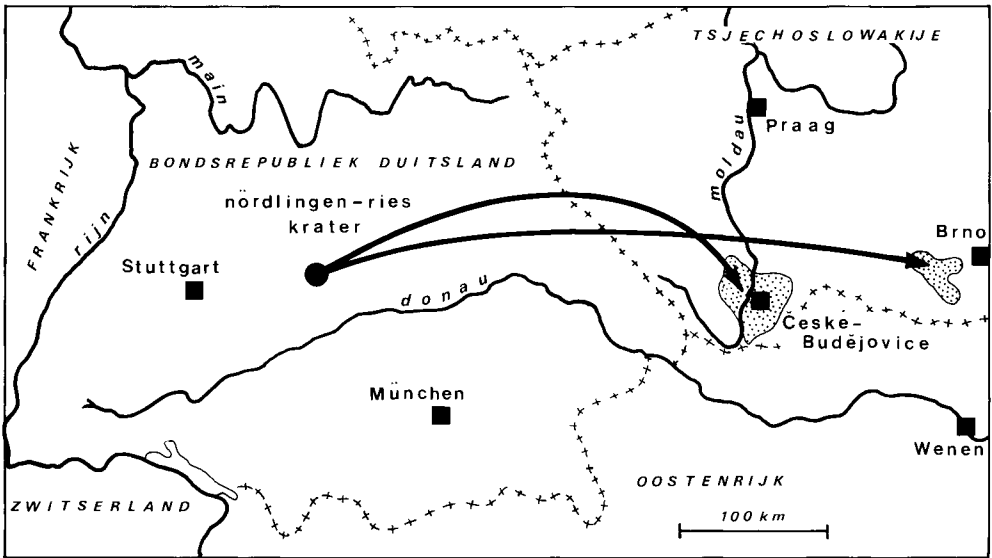 TSJECHOSLOWAKIJE
main
Praag
moldau
BONDSREPUBLIEK DUITSLAND
FRANKRIJK
rijn
nördlingen-ries
krater
Brno
Stuttgart
donau
Česke-
Budějovice
München
Wenen
OOSTENRIJK
ZWITSERLAND
100 km